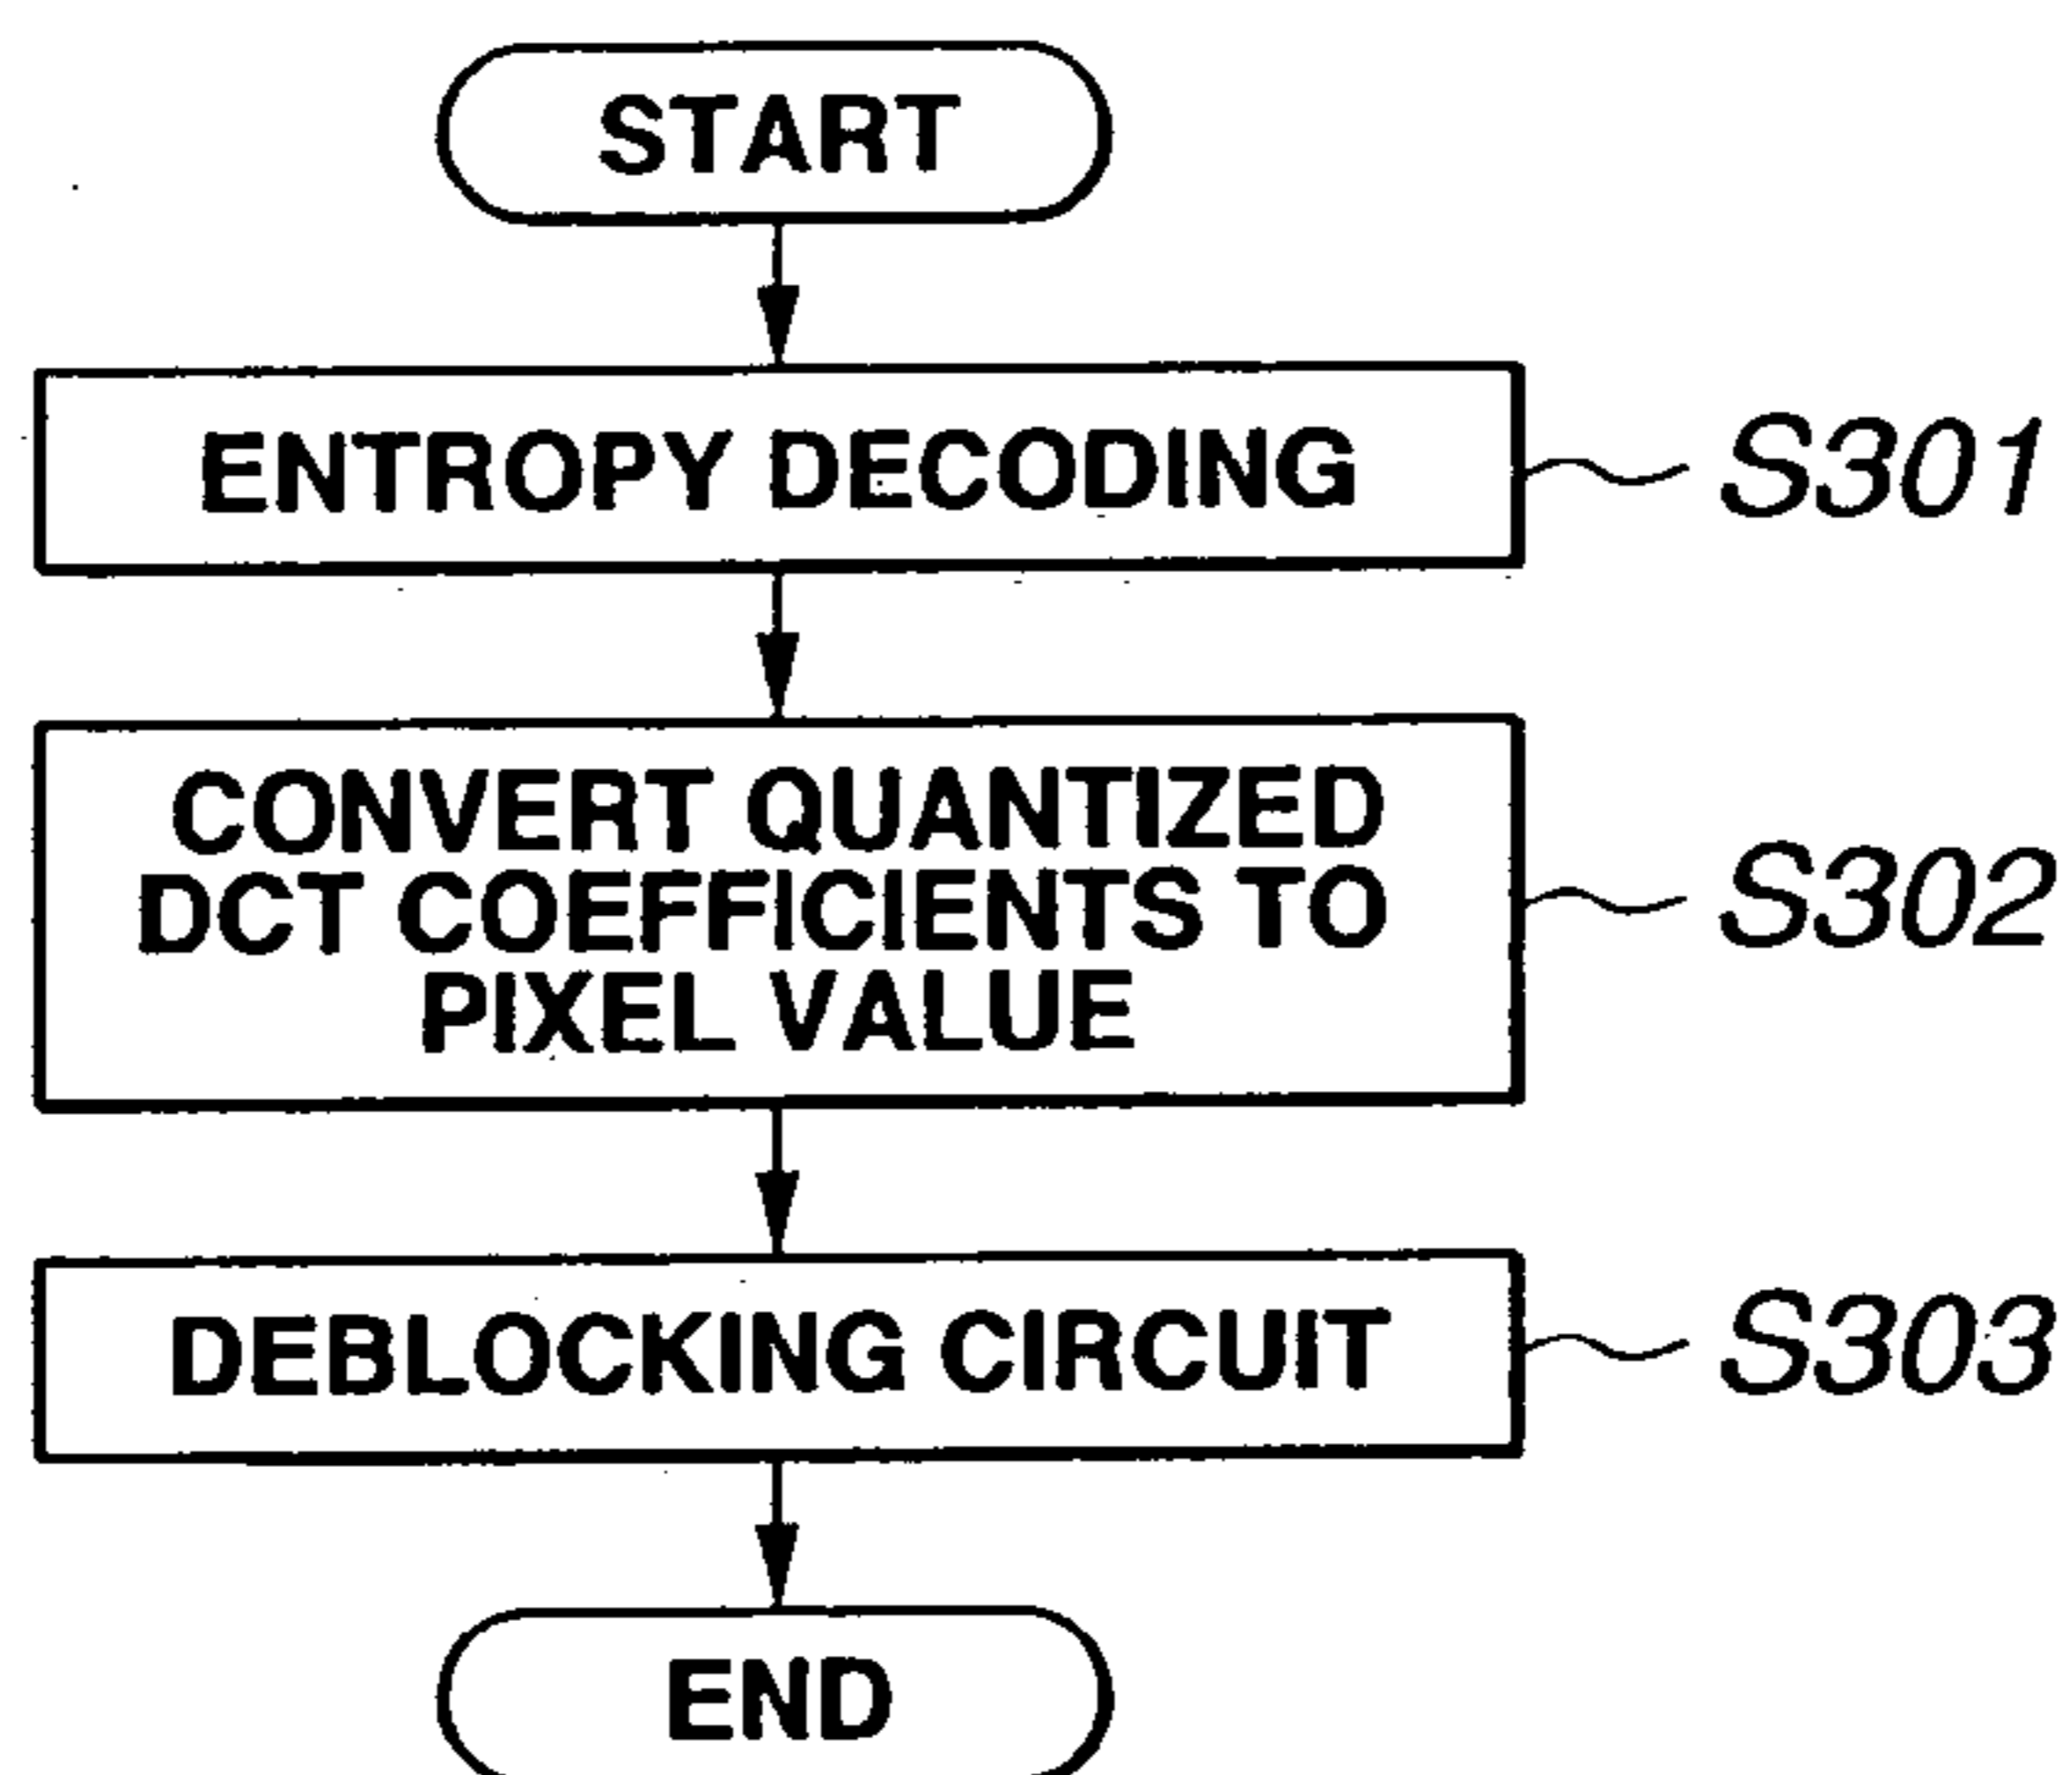 START
ENTROPY DECODING
S301
CONVERT QUANTIZED
DCT COEFFICIENTS TO
PIXEL VALUE
S302
DEBLOCKING CIRCUIT
S303
END